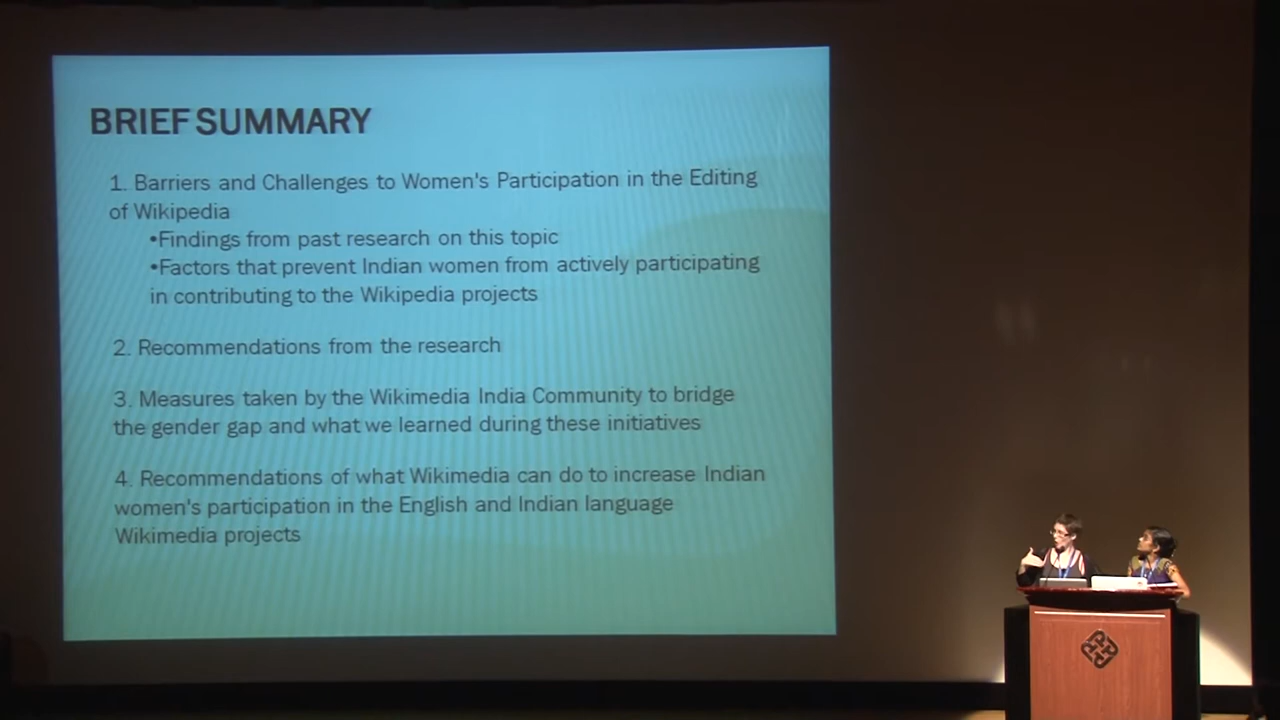 BRIEF SUMMARY
1. Barriers and Challenges to Women's Participation in the Editing
of Wikipedia
•Findings from past research on this topic
•Factors that prevent Indian women from actively participating
in contributing to the Wikipedia projects
2. Recommendations from the research
3. Measures taken by the Wikimedia India Community to bridge
the gender gap and what we learned during these initiatives
4. Recommendations of what Wikimedia can do to increase Indian
women's participation in the English and Indian language
Wikimedia projects